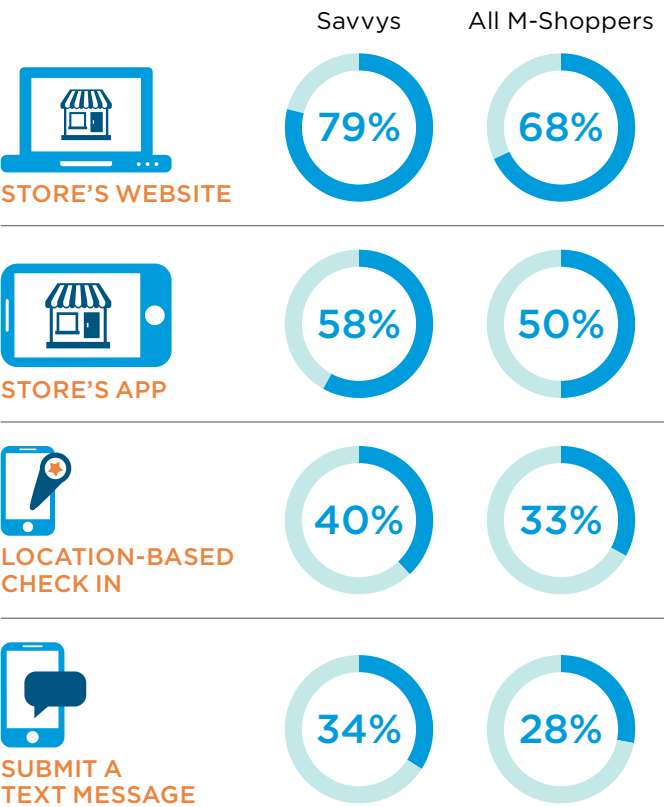 Savvys All M-Shoppers
79% 68%
STORE'S WEBSITE
58% 50%
STORE'S APP
40% 33%
LOCATION-BASED
CHECK IN
34% 28%
SUBMIT A
TEXT MESSAGE